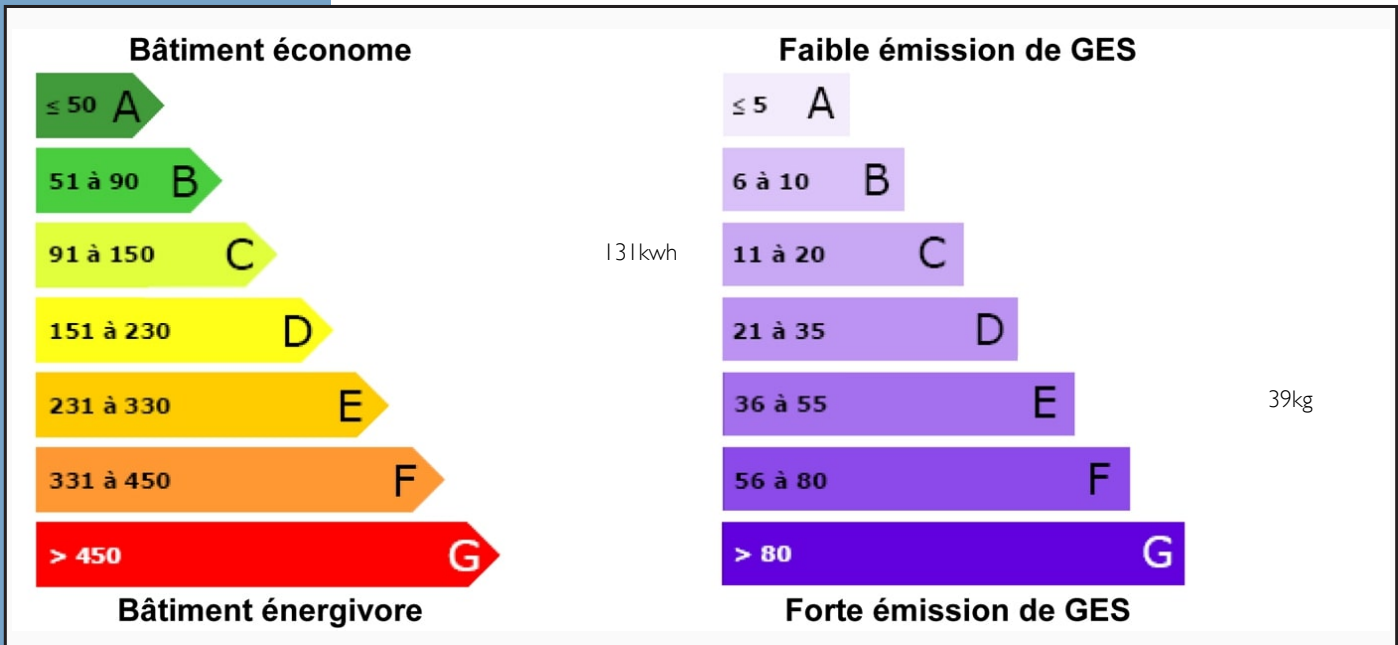 Bâtiment économe
≤ 50 A
51 à 90 B
91 à 150 C
131kwh
151 à 230 D
231 à 330 E
331 à 450 F
> 450 G
Bâtiment énergivore
Faible émission de GES
≤ 5 A
6 à 10 B
11 à 20 C
21 à 35 D
36 à 55 E
39kg
56 à 80 F
> 80 G
Forte émission de GES